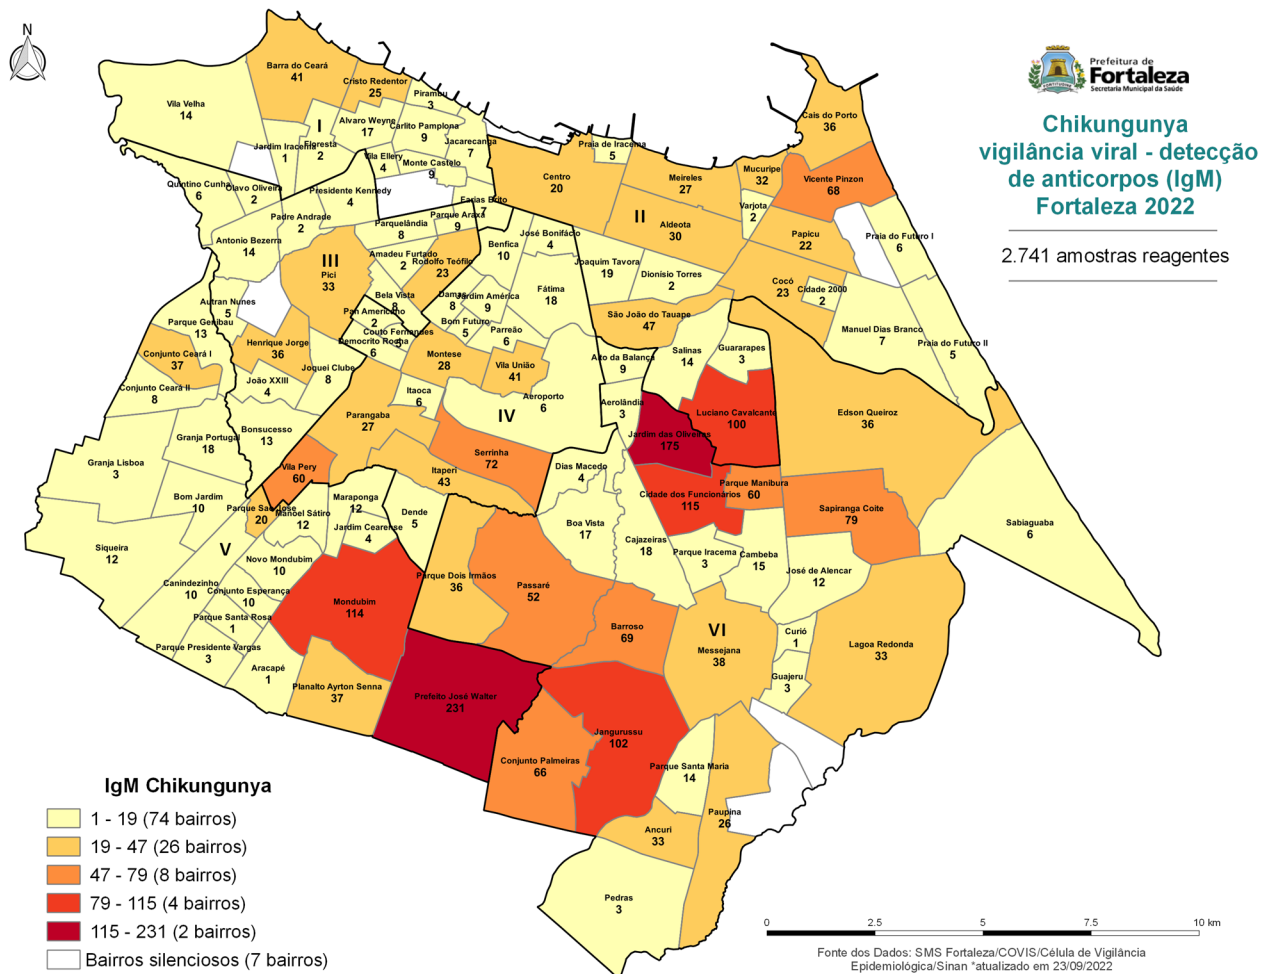 N
Prefeitura de
Fortaleza
Secretaria Municipal da Saúde
Chikungunya
vigilância viral - detecção
de anticorpos (IgM)
Fortaleza 2022
2.741 amostras reagentes
Barra do Ceará
41
Cristo Redentor
25
Pirambu
3
Vila Velha
14
I
Alvaro Weyne
17
Carlito Pamplona
9
Jacarecanga
7
Jardim Iracema
1
Floresta
2
Vila Ellery
4
Monte Castelo
9
Farias Brito
7
Quintino Cunha
6
Olavo Oliveira
2
Presidente Kennedy
4
Padre Andrade
2
Antonio Bezerra
14
Parquelândia
8
Parque Araxá
9
Amadeu Furtado
2
Rodolfo Teófilo
23
III
Pici
33
Bela Vista
8
Pan Americano
2
Couto Fernandes
Democrito Rocha
6
Autran Nunes
5
Parque Genibau
13
Henrique Jorge
36
Conjunto Ceará I
37
Conjunto Ceará II
8
João XXIII
4
Joquei Clube
8
Bonsucesso
13
Centro
20
Praia de Iracema
5
Meireles
27
Mucuripe
32
Varjota
2
II
Aldeota
30
Cais do Porto
36
Vicente Pinzon
68
Papicu
22
Praia do Futuro I
6
Cocó
23
Cidade 2000
2
Manuel Dias Branco
7
Praia do Futuro II
5
Joaquim Tavora
19
Dionisio Torres
2
São João do Tauape
47
José Bonifácio
4
Benfica
10
Fátima
18
Damas
8
Jardim América
9
Bom Futuro
5
Parreão
6
Montese
28
Vila União
41
Itaoca
6
Aeroporto
6
IV
Parangaba
27
Serrinha
72
Itaperi
43
Vila Pery
60
Dende
5
Alto da Balança
9
Salinas
14
Guararapes
3
Aerolândia
3
Luciano Cavalcante
100
Jardim das Oliveiras
175
Edson Queiroz
36
Cidade dos Funcionários
115
Parque Manibura
60
Sapiranga Coite
79
Sabiaguaba
6
Dias Macedo
4
Boa Vista
17
Cajazeiras
18
Parque Iracema
3
Cambeba
15
José de Alencar
12
Granja Portugal
18
Granja Lisboa
3
Bom Jardim
10
Siqueira
12
V
Parque São José
20
Manoel Sátiro
12
Maraponga
12
Jardim Cearense
4
Novo Mondubim
10
Canindezinho
10
Conjunto Esperança
10
Parque Santa Rosa
1
Parque Presidente Vargas
3
Aracapé
1
Mondubim
114
Planalto Ayrton Senna
37
Prefeito José Walter
231
Parque Dois Irmãos
36
Passaré
52
Barroso
69
VI
Messejana
38
Curió
1
Guajeru
3
Lagoa Redonda
33
Jangurussu
102
Conjunto Palmeiras
66
Parque Santa Maria
14
Paupina
26
Ancuri
33
Pedras
3
IgM Chikungunya
1 - 19 (74 bairros)
19 - 47 (26 bairros)
47 - 79 (8 bairros)
79 - 115 (4 bairros)
115 - 231 (2 bairros)
Bairros silenciosos (7 bairros)
0 2.5 5 7.5 10 km
Fonte dos Dados: SMS Fortaleza/COVIS/Célula de Vigilância
Epidemiológica/Sinan *atualizado em 23/09/2022